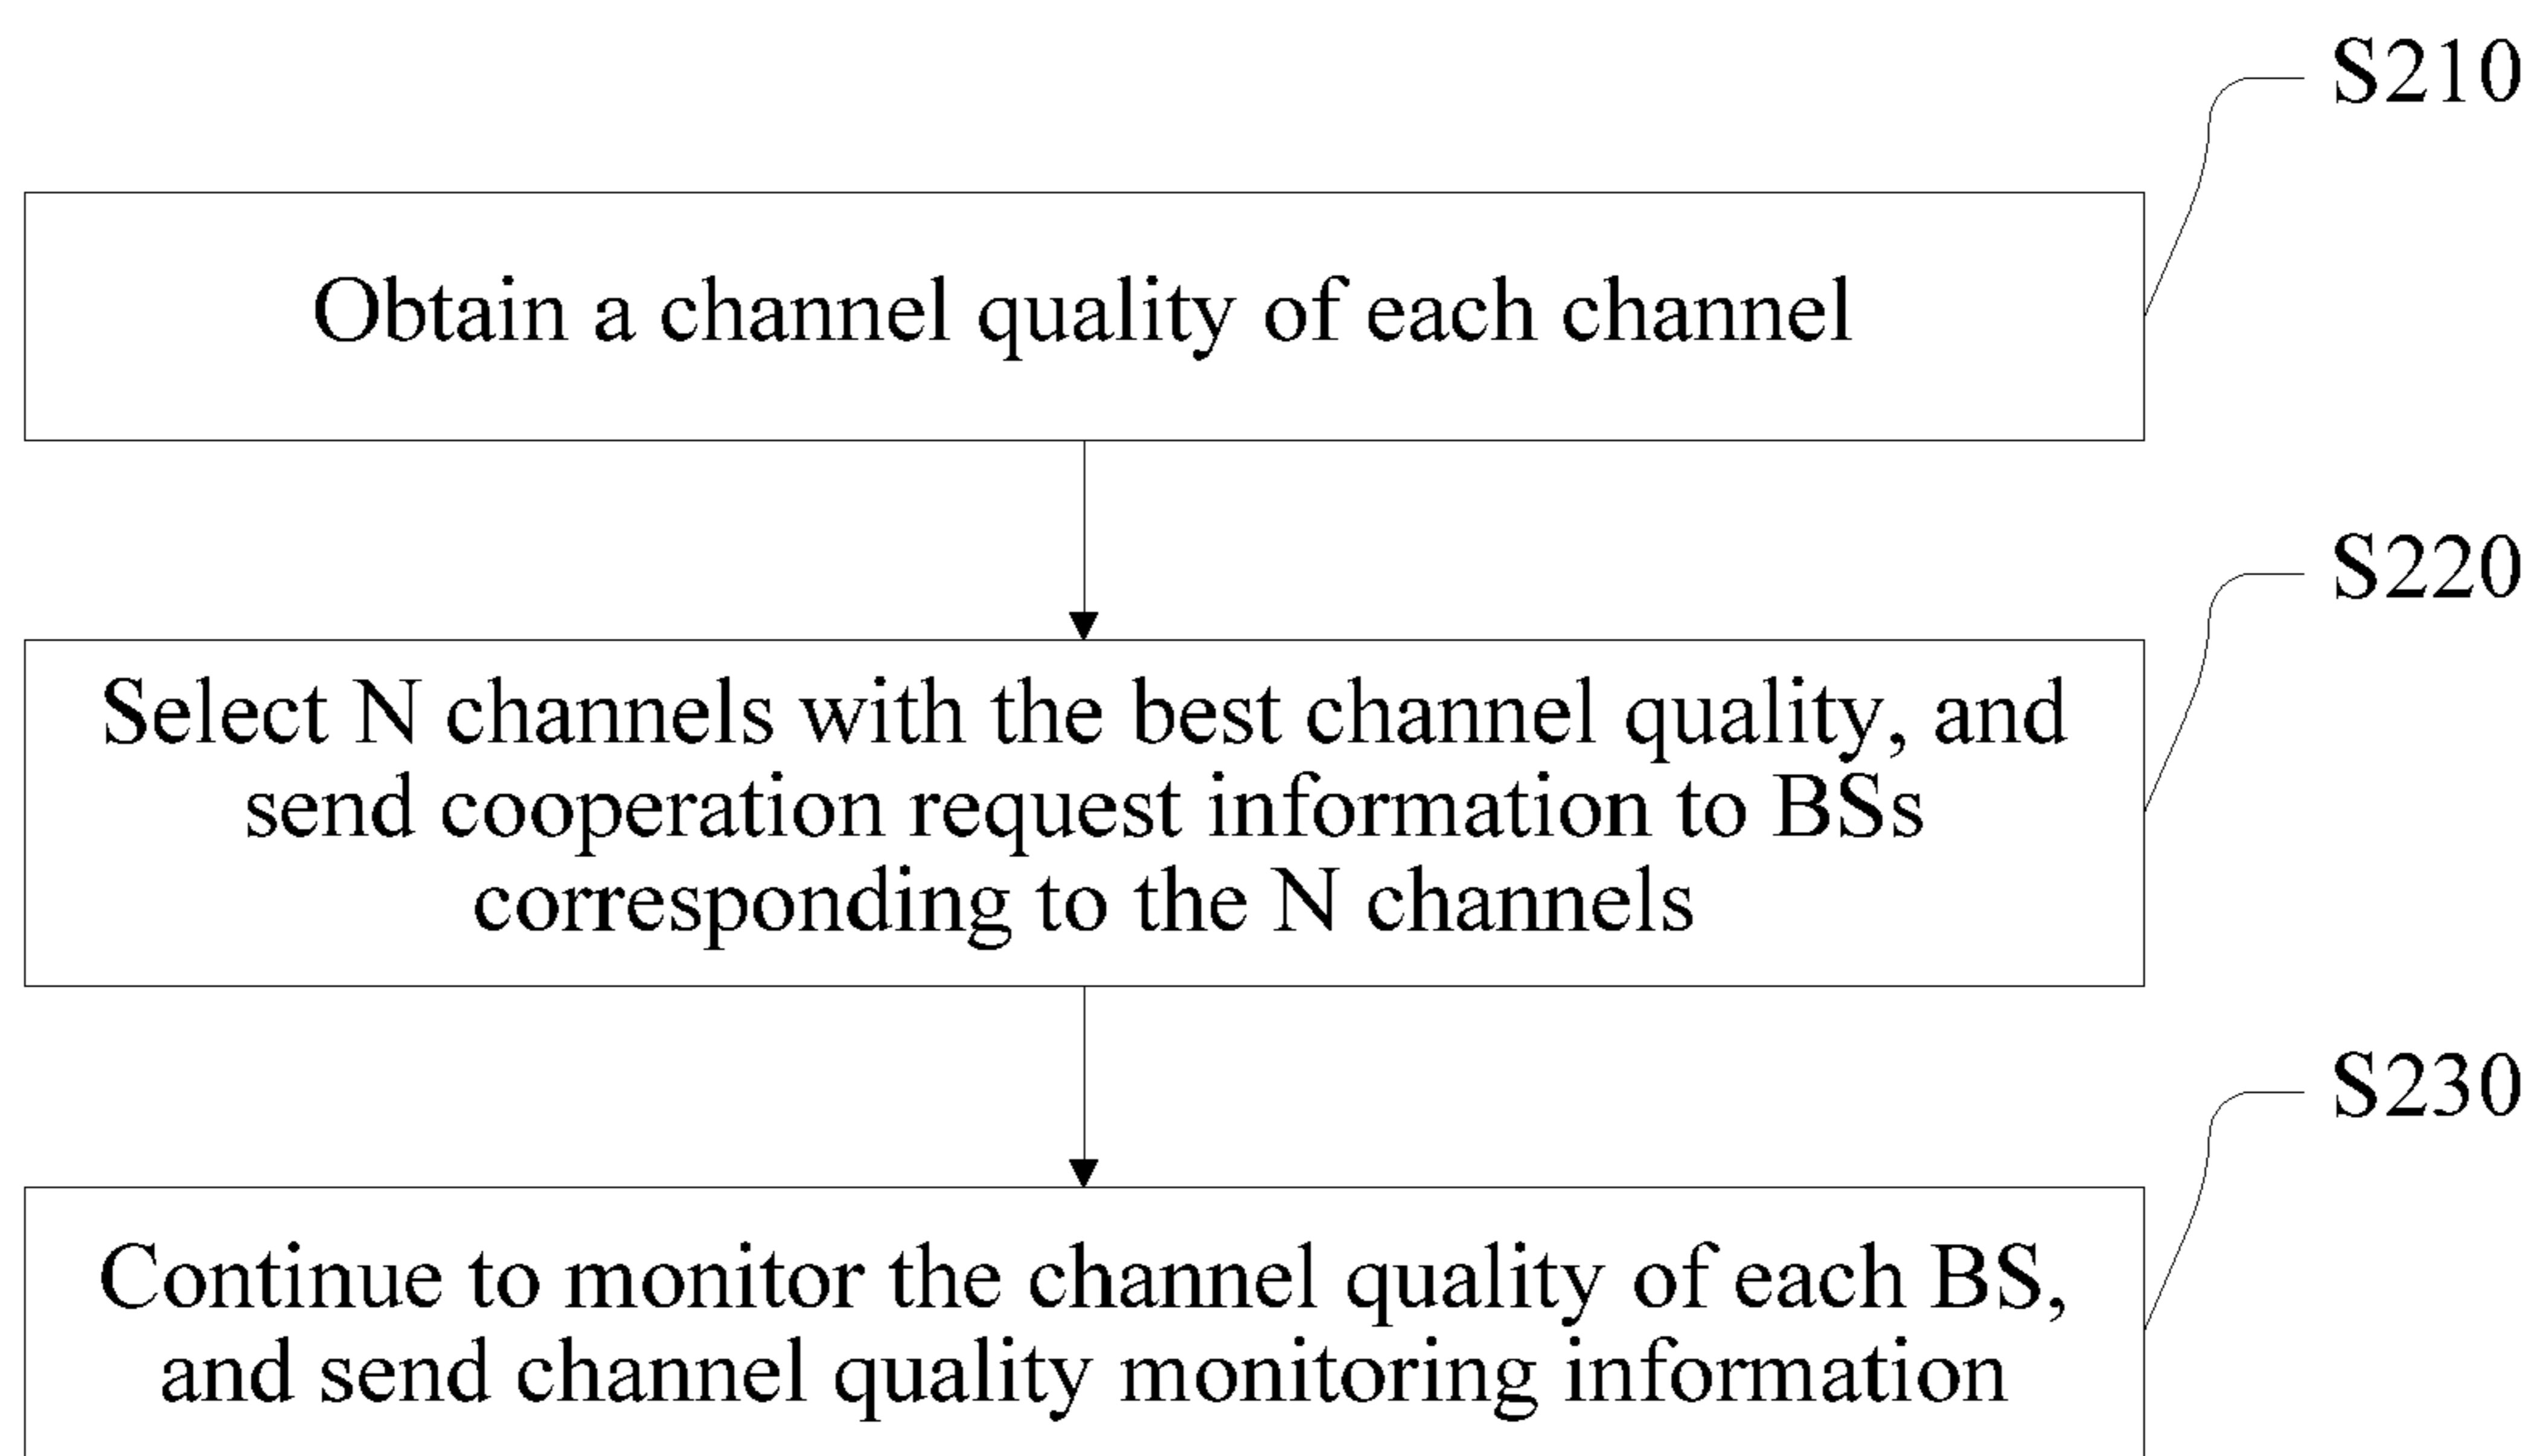 S210
Obtain a channel quality of each channel
S220
Select N channels with the best channel quality, and
send cooperation request information to BSs
corresponding to the N channels
S230
Continue to monitor the channel quality of each BS,
and send channel quality monitoring information